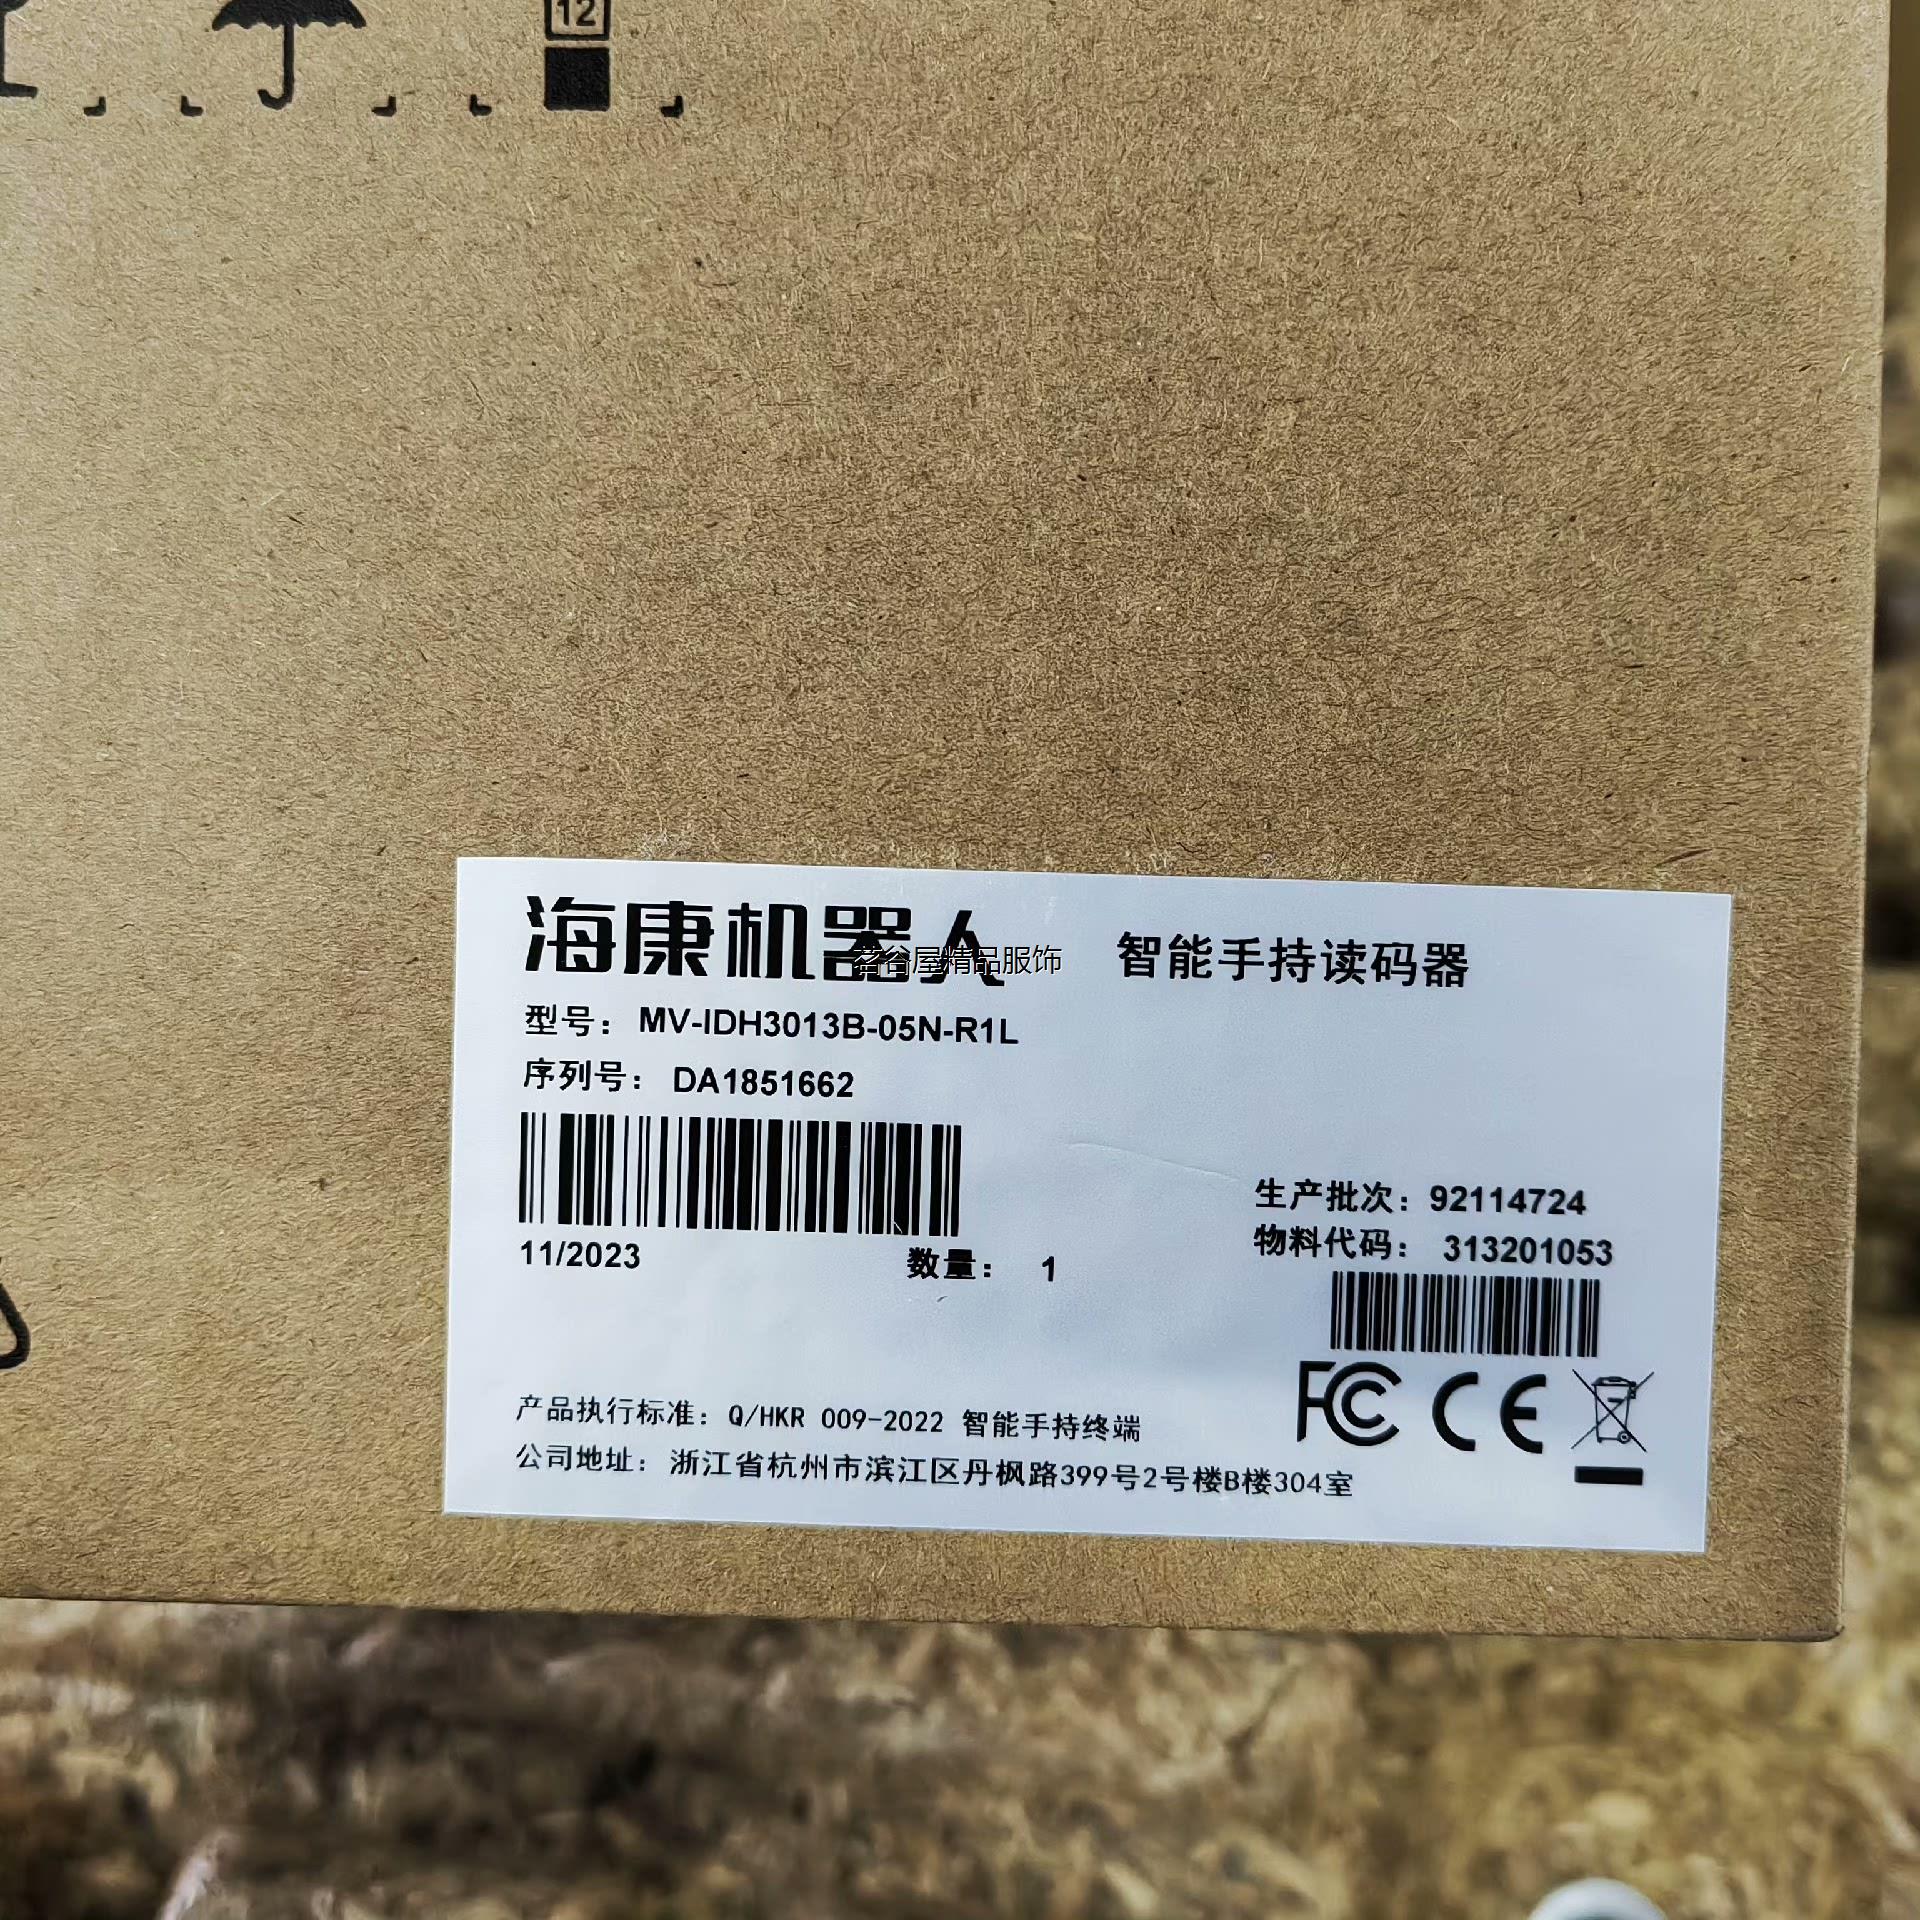 12
海康机器人 智能手持读码器
茗谷屋精品服饰
型号： MV-IDH3013B-05N-R1L
序列号： DA1851662
11/2023
数量： 1
生产批次：92114724
物料代码： 313201053
FC CE
产品执行标准：Q/HKR 009-2022 智能手持终端
公司地址：浙江省杭州市滨江区丹枫路399号2号楼B楼304室